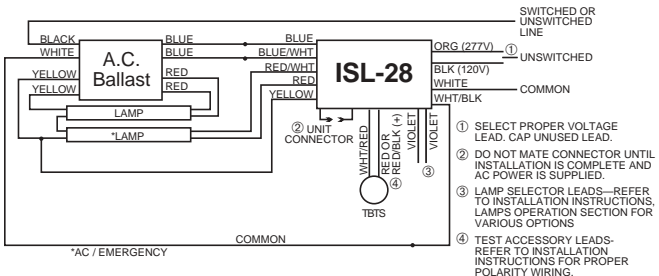 SWITCHED OR
UNSWITCHED
LINE
BLACK
WHITE
BLUE
BLUE
BLUE
BLUE/WHT
ORG (277V)
①
UNSWITCHED
A.C.
Ballast
ISL-28
YELLOW
YELLOW
RED
RED
RED/WHT
RED
YELLOW
BLK (120V)
WHITE
COMMON
WHT/BLK
LAMP
*LAMP
② UNIT
CONNECTOR
WHT/RED
RED OR
RED/BLK (+)
VIOLET
VIOLET
③
④
TBTS
COMMON
*AC / EMERGENCY
① SELECT PROPER VOLTAGE
LEAD. CAP UNUSED LEAD.
② DO NOT MATE CONNECTOR UNTIL
INSTALLATION IS COMPLETE AND
AC POWER IS SUPPLIED.
③ LAMP SELECTOR LEADS—REFER
TO INSTALLATION INSTRUCTIONS,
LAMPS OPERATION SECTION FOR
VARIOUS OPTIONS
④ TEST ACCESSORY LEADS-
REFER TO INSTALLATION
INSTRUCTIONS FOR PROPER
POLARITY WIRING.